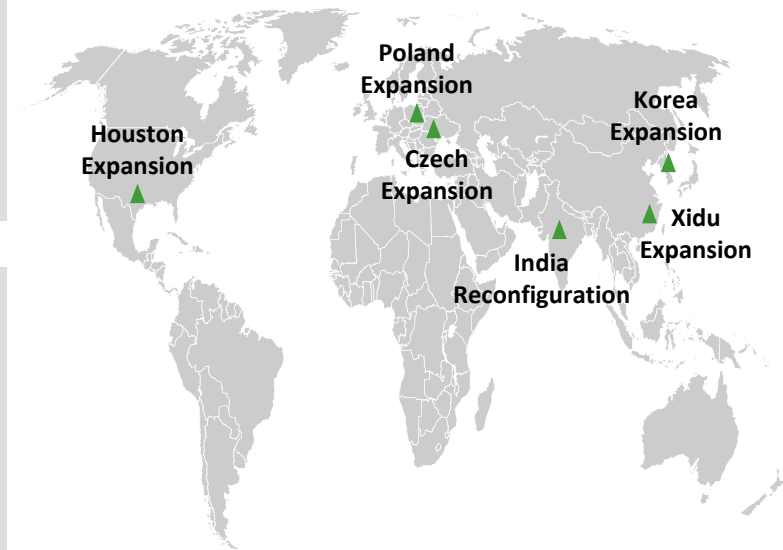 Poland
Expansion
Korea
Expansion
Houston
Expansion
Czech
Expansion
Xidu
Expansion
India
Reconfiguration